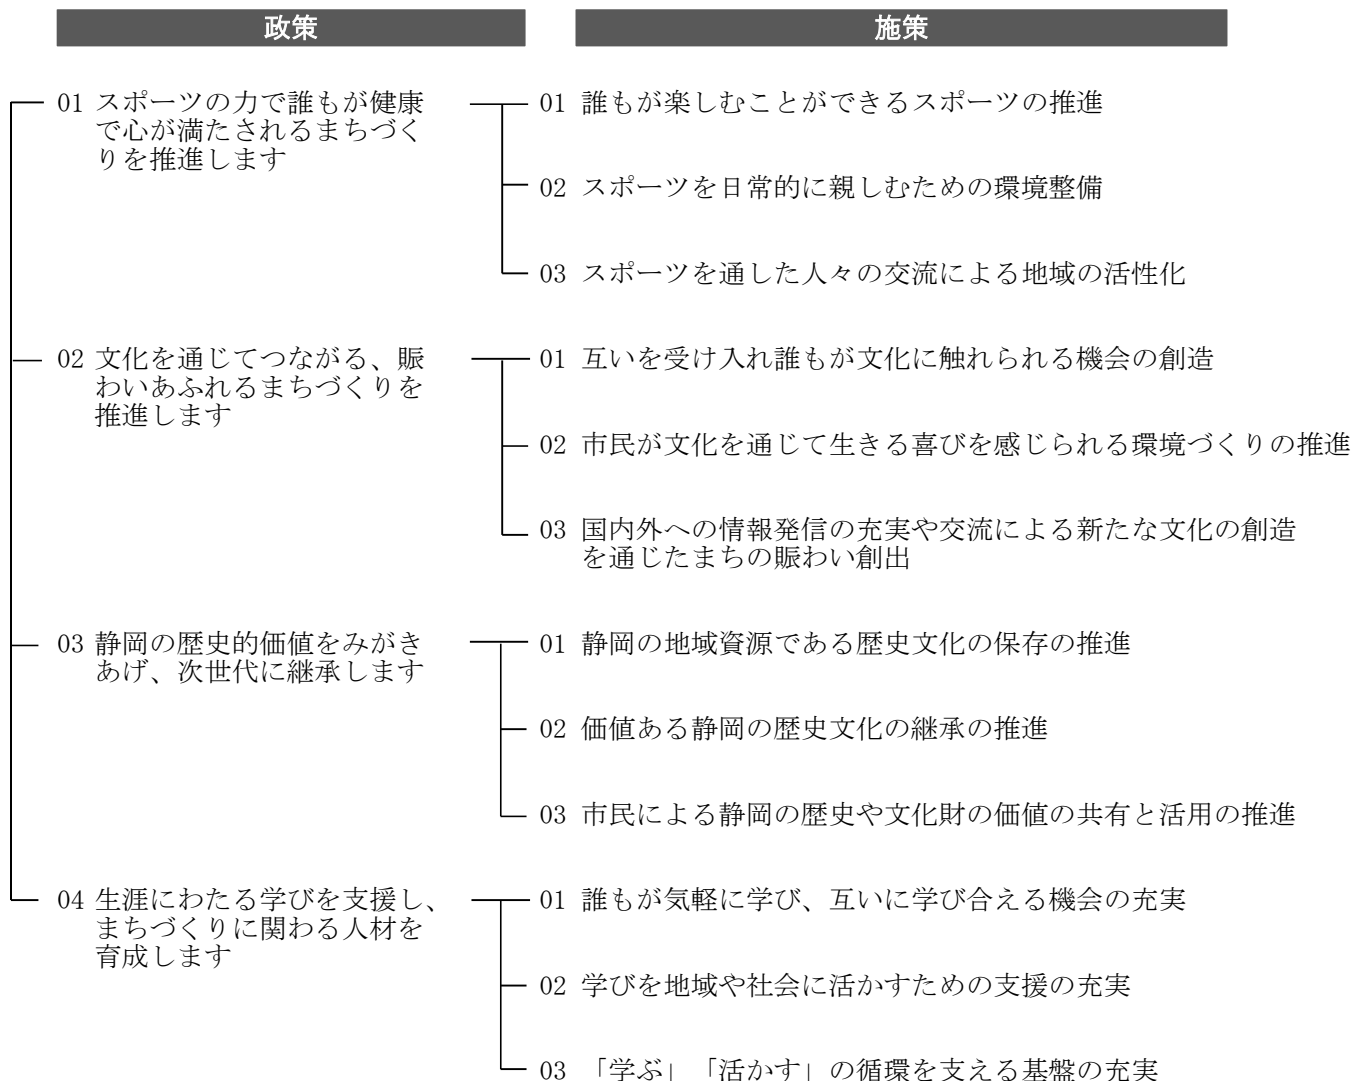 政策
施策
01 スポーツの力で誰もが健康
で心が満たされるまちづく
りを推進します
01 誰もが楽しむことができるスポーツの推進
02 スポーツを日常的に親しむための環境整備
03 スポーツを通した人々の交流による地域の活性化
02 文化を通じてつながる、賑
わいあふれるまちづくりを
推進します
01 互いを受け入れ誰もが文化に触れられる機会の創造
02 市民が文化を通じて生きる喜びを感じられる環境づくりの推進
03 国内外への情報発信の充実や交流による新たな文化の創造
を通じたまちの賑わい創出
03 静岡の歴史的価値をみがき
あげ、次世代に継承します
01 静岡の地域資源である歴史文化の保存の推進
02 価値ある静岡の歴史文化の継承の推進
03 市民による静岡の歴史や文化財の価値の共有と活用の推進
04 生涯にわたる学びを支援し、
まちづくりに関わる人材を
育成します
01 誰もが気軽に学び、互いに学び合える機会の充実
02 学びを地域や社会に活かすための支援の充実
03 「学ぶ」「活かす」の循環を支える基盤の充実